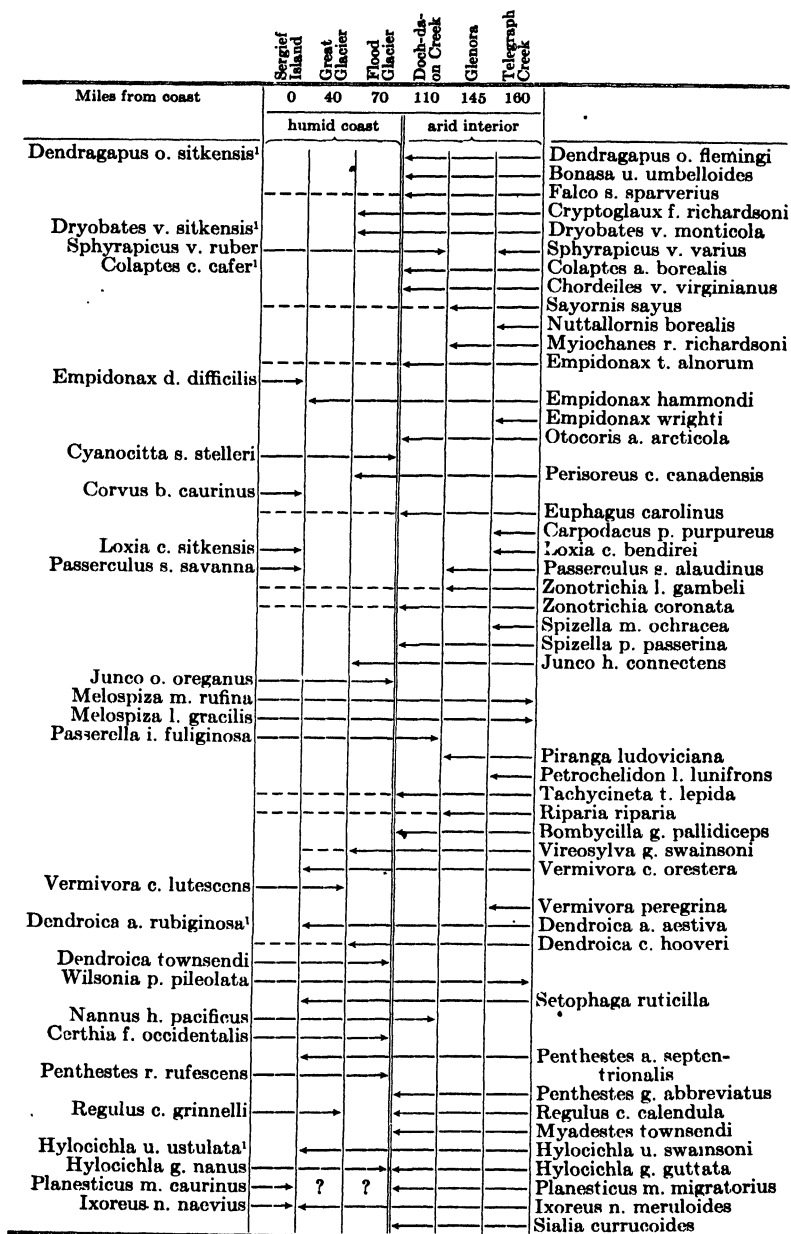 Sergief Island
Great Glacier
Flood Glacier
Doch-da-on Creek
Glenora
Telegraph Creek
Miles from coast 0 40 70 110 145 160
humid coast arid interior
Dendragapus o. sitkensis¹ Dendragapus o. flemingi
Bonasa u. umbelloides
Falco s. sparverius
Cryptoglaux f. richardsoni
Dryobates v. sitkensis¹ Dryobates v. monticola
Sphyrapicus v. ruber Sphyrapicus v. varius
Colaptes c. cafer¹ Colaptes a. borealis
Chordeiles v. virginianus
Sayornis sayus
Nuttallornis borealis
Myiochanes r. richardsoni
Empidonax t. alnorum
Empidonax d. difficilis
Empidonax hammondi
Empidonax wrighti
Otocoris a. arcticola
Cyanocitta s. stelleri
Perisoreus c. canadensis
Corvus b. caurinus
Euphagus carolinus
Carpodacus p. purpureus
Loxia c. sitkensis Loxia c. bendirei
Passerculus s. savanna Passerculus s. alaudinus
Zonotrichia l. gambeli
Zonotrichia coronata
Spizella m. ochracea
Spizella p. passerina
Junco h. connectens
Junco o. oreganus
Melospiza m. rufina
Melospiza l. gracilis
Passerella i. fuliginosa
Piranga ludoviciana
Petrochelidon l. lunifrons
Tachycineta t. lepida
Riparia riparia
Bombycilla g. pallidiceps
Vireosylva g. swainsoni
Vermivora c. orestera
Vermivora c. lutescens
Vermivora peregrina
Dendroica a. rubiginosa¹ Dendroica a. aestiva
Dendroica c. hooveri
Dendroica townsendi
Wilsonia p. pileolata
Setophaga ruticilla
Nannus h. pacificus
Certhia f. occidentalis
Penthestes a. septen-
Penthestes r. rufescens trionalis
Penthestes g. abbreviatus
Regulus c. grinnelli Regulus c. calendula
Myadestes townsendi
Hylocichla u. ustulata¹ Hylocichla u. swainsoni
Hylocichla g. nanus Hylocichla g. guttata
Planesticus m. caurinus ? ? Planesticus m. migratorius
Ixoreus n. naevius Ixoreus n. meruloides
Sialia currucoides